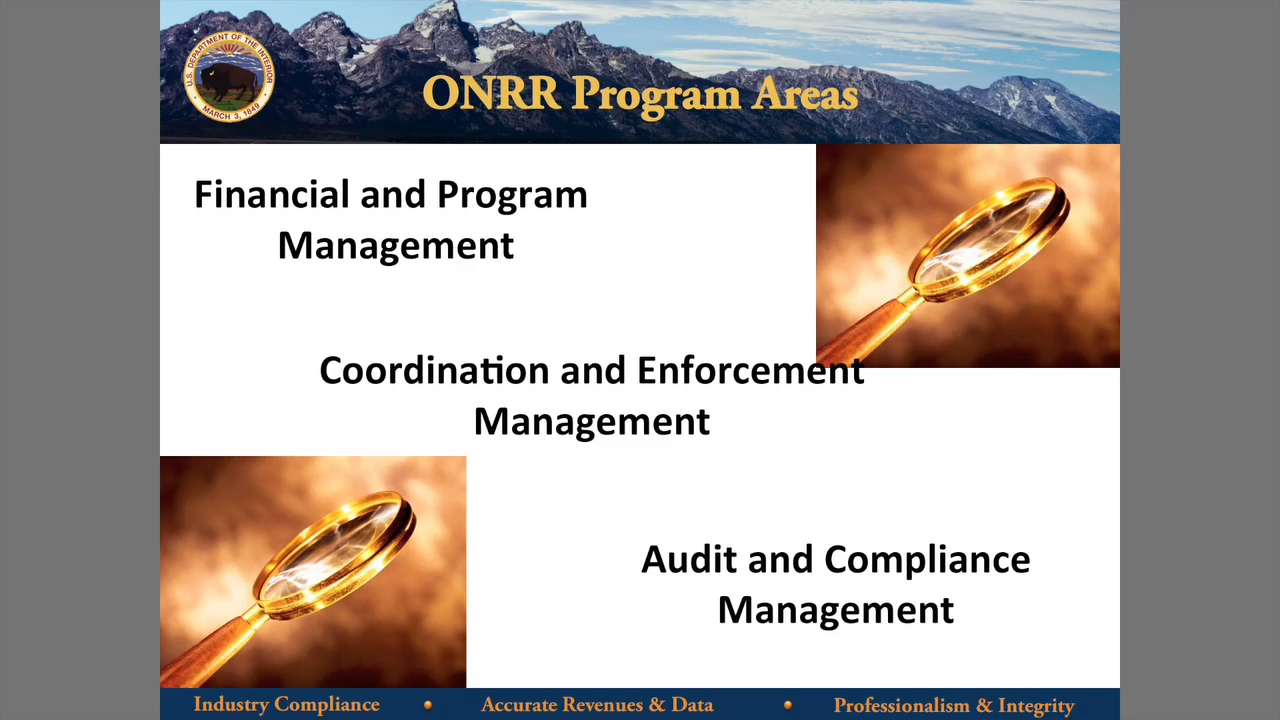 U.S. DEPARTMENT OF THE INTERIOR
MARCH 3, 1849
ONRR Program Areas
Financial and Program
Management
Coordination and Enforcement
Management
Audit and Compliance
Management
Industry Compliance • Accurate Revenues & Data • Professionalism & Integrity